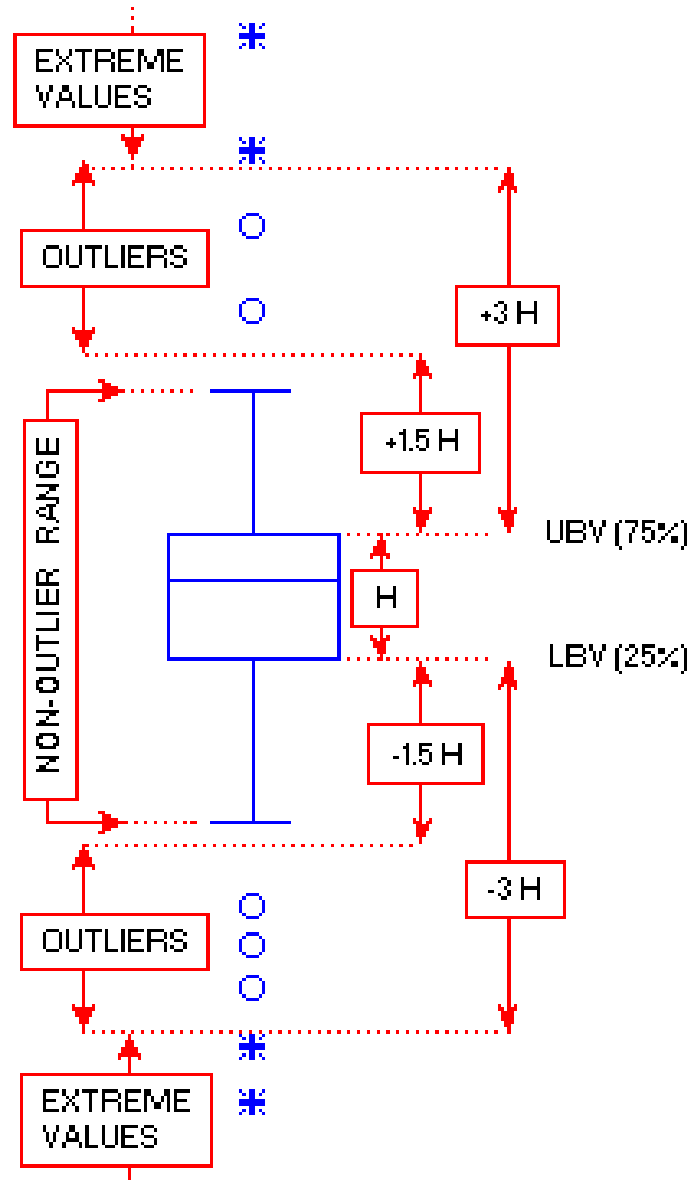 EXTREME
VALUES
OUTLIERS
+3 H
+1.5 H
NON-OUTLIER RANGE
UBV (75%)
H
LBV (25%)
-1.5 H
-3 H
OUTLIERS
EXTREME
VALUES